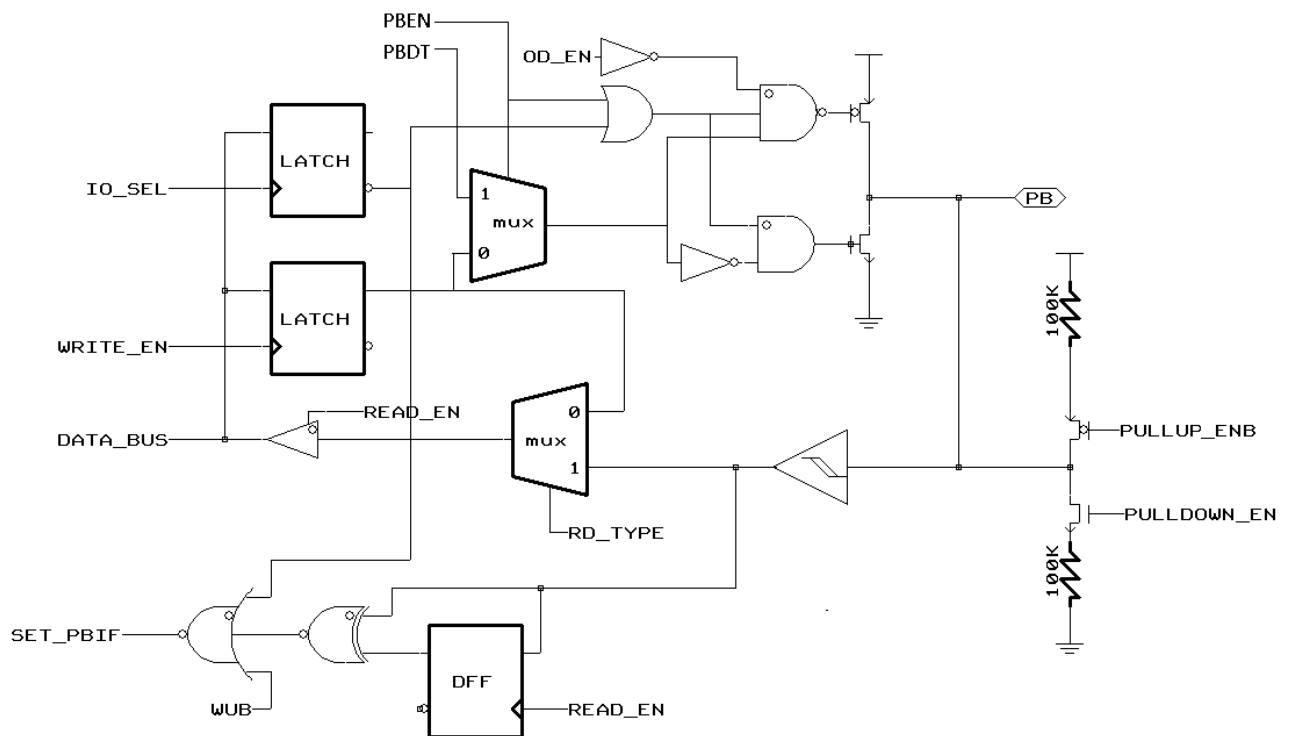 PBEN
PBDT
OD_EN
LATCH
IO_SEL
1
mux
0
PB
LATCH
WRITE_EN
100K
READ_EN
0
mux
1
DATA_BUS
PULLUP_ENB
PULLDOWN_EN
RD_TYPE
100K
SET_PBIF
DFF
WUB
READ_EN